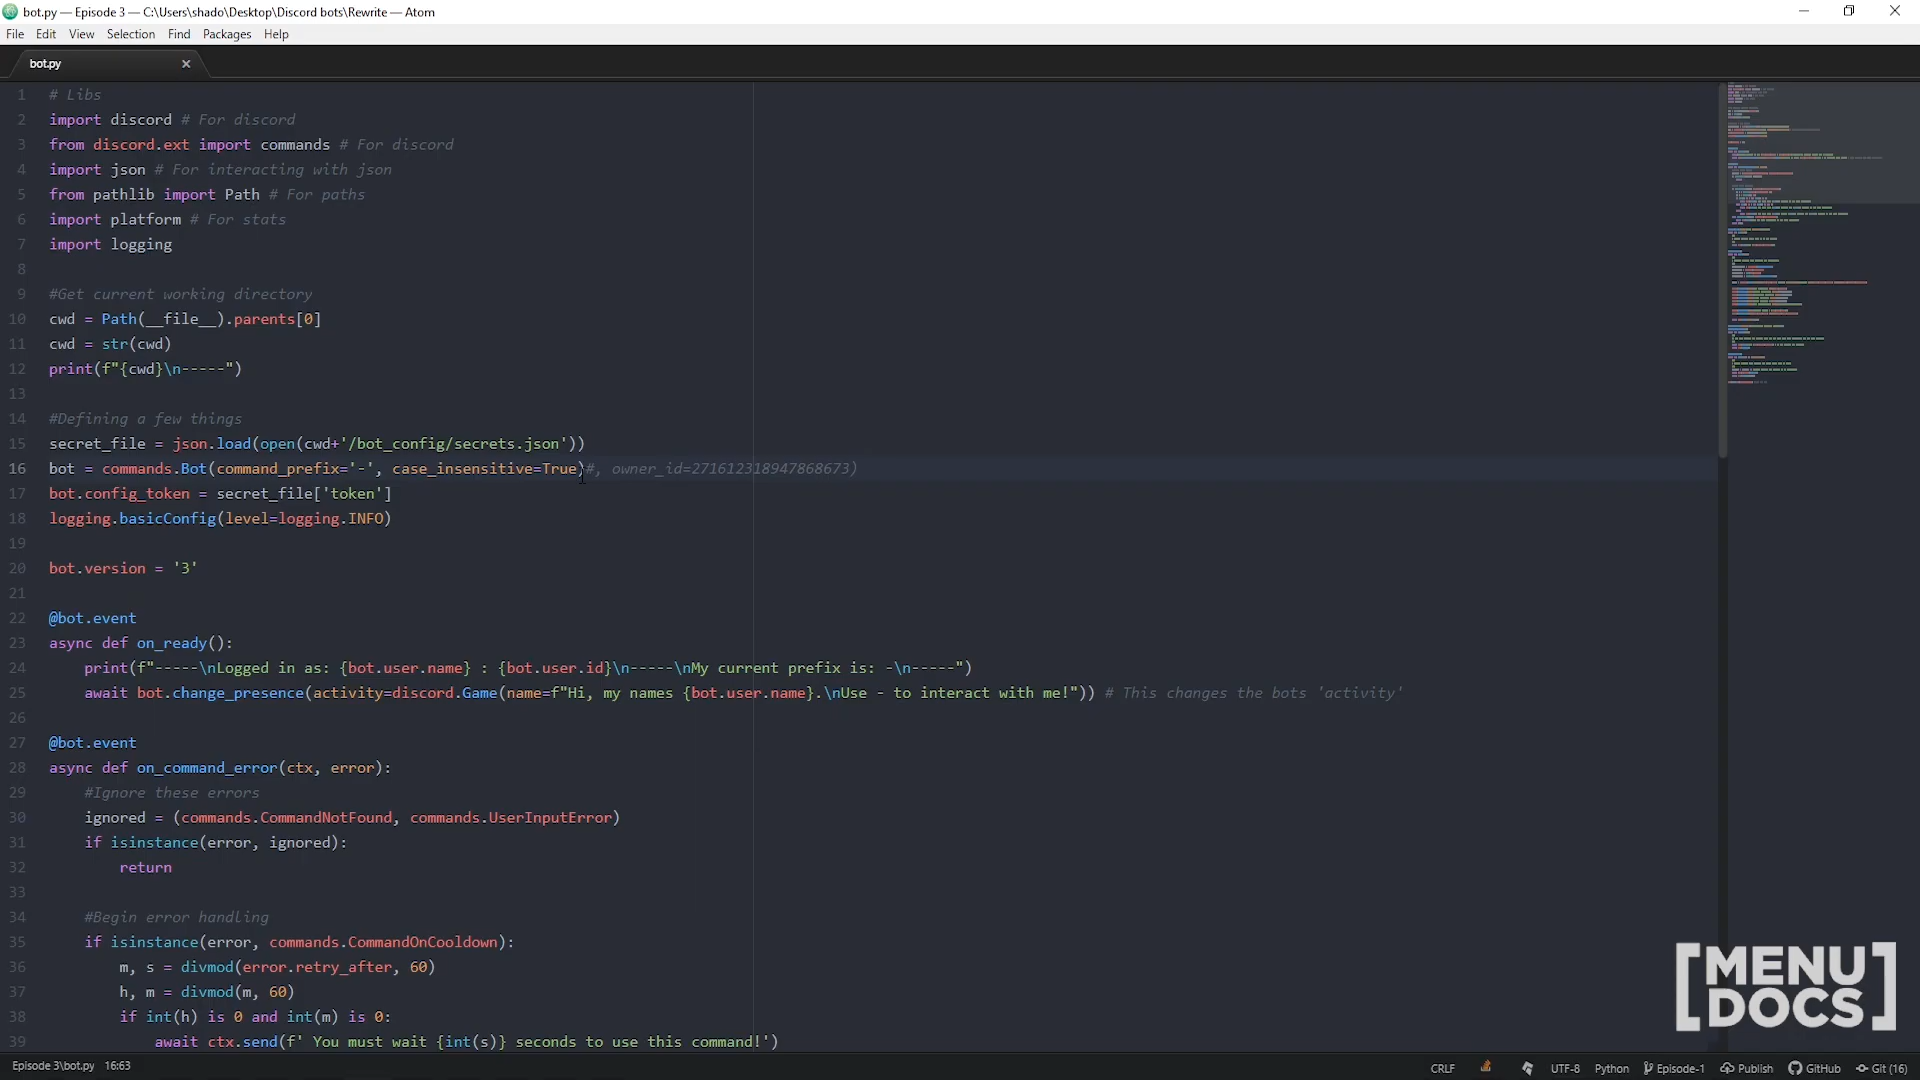 bot.py — Episode 3 — C:\Users\shado\Desktop\Discord bots\Rewrite — Atom
File Edit View Selection Find Packages Help
bot.py
1 # Libs
2 import discord # For discord
3 from discord.ext import commands # For discord
4 import json # For interacting with json
5 from pathlib import Path # For paths
6 import platform # For stats
7 import logging
8
9 #Get current working directory
10 cwd = Path(__file__).parents[0]
11 cwd = str(cwd)
12 print(f"{cwd}\n-----")
13
14 #Defining a few things
15 secret_file = json.load(open(cwd+'/bot_config/secrets.json'))
16 bot = commands.Bot(command_prefix='-', case_insensitive=True)#, owner_id=271612318947868673)
17 bot.config_token = secret_file['token']
18 logging.basicConfig(level=logging.INFO)
19
20 bot.version = '3'
21
22 @bot.event
23 async def on_ready():
24     print(f"-----\nLogged in as: {bot.user.name} : {bot.user.id}\n-----\nMy current prefix is: -\n-----")
25     await bot.change_presence(activity=discord.Game(name=f"Hi, my names {bot.user.name}.\nUse - to interact with me!")) # This changes the bots 'activity'
26
27 @bot.event
28 async def on_command_error(ctx, error):
29     #Ignore these errors
30     ignored = (commands.CommandNotFound, commands.UserInputError)
31     if isinstance(error, ignored):
32         return
33
34     #Begin error handling
35     if isinstance(error, commands.CommandOnCooldown):
36         m, s = divmod(error.retry_after, 60)
37         h, m = divmod(m, 60)
38         if int(h) is 0 and int(m) is 0:
39             await ctx.send(f' You must wait {int(s)} seconds to use this command!')
[MENU
DOCS]
Episode 3\bot.py 16:63
CRLF UTF-8 Python Episode-1 Publish GitHub Git (16)